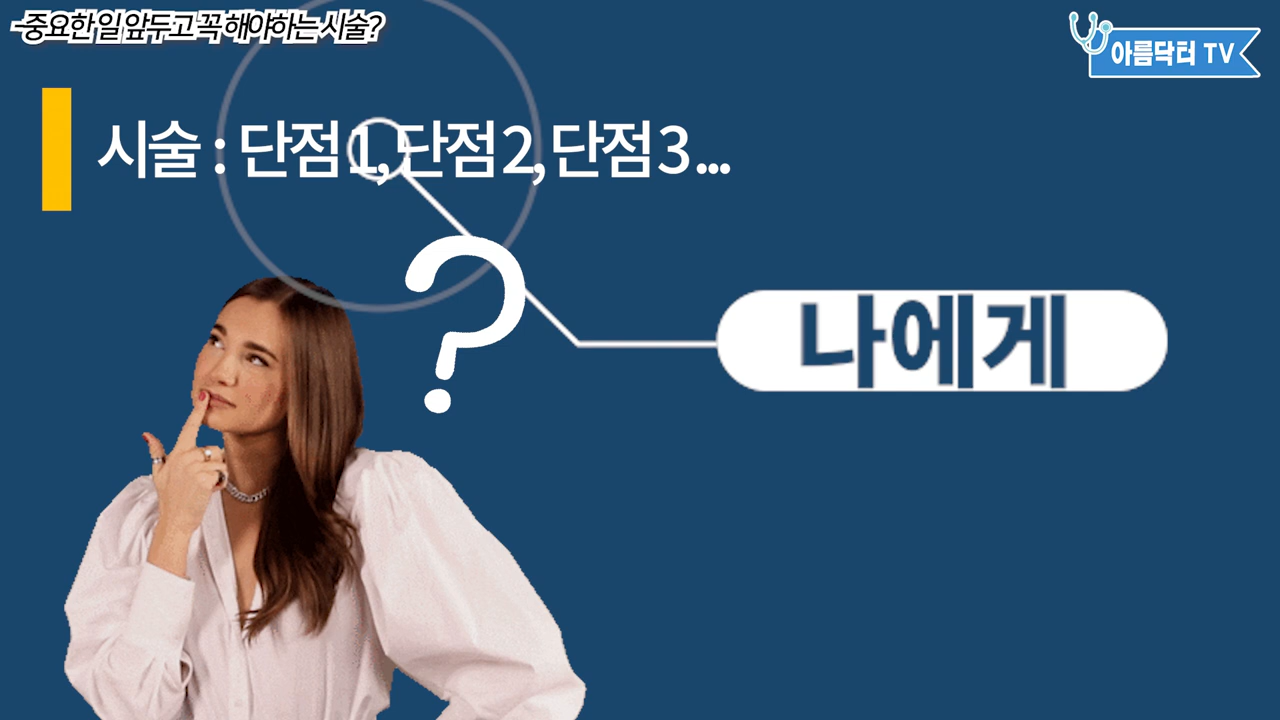 -중요한 일 앞두고 꼭 해야하는 시술?
아름닥터 TV
시술 : 단점 1, 단점 2, 단점 3 ...
?
나에게